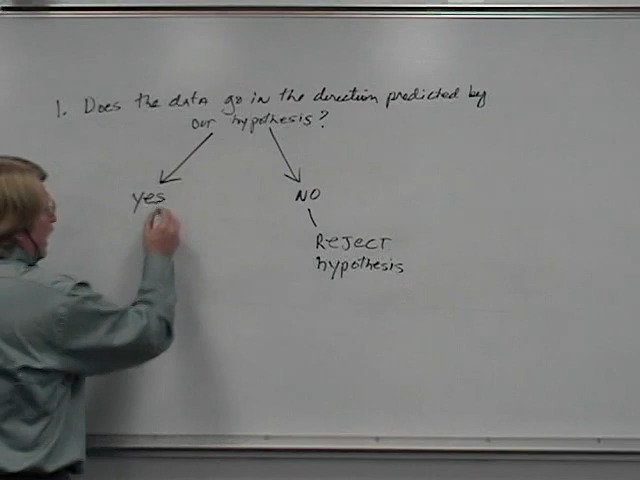 1. Does the data go in the direction predicted by
our hypothesis?
yes NO
Reject
hypothesis